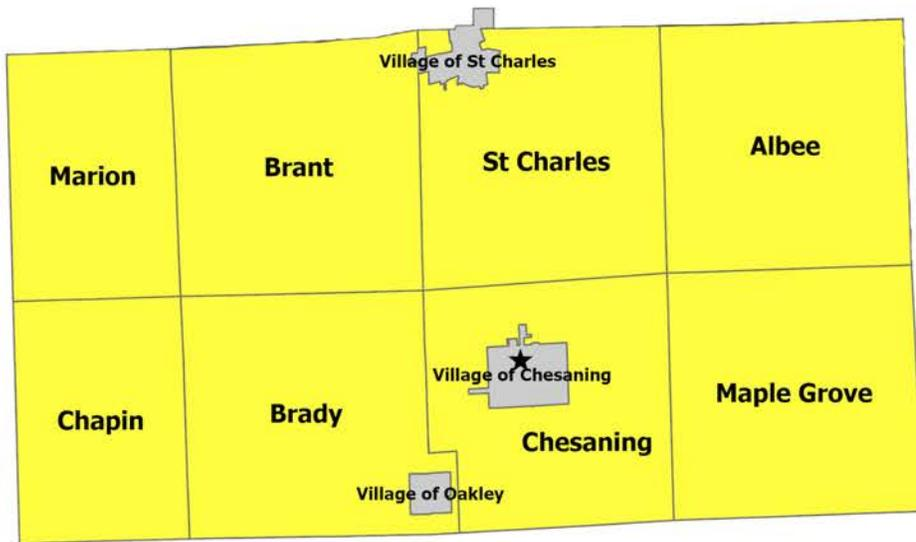 Village of St Charles
Marion
Brant
St Charles
Albee
Village of Chesaning
Chapin
Brady
Chesaning
Maple Grove
Village of Oakley